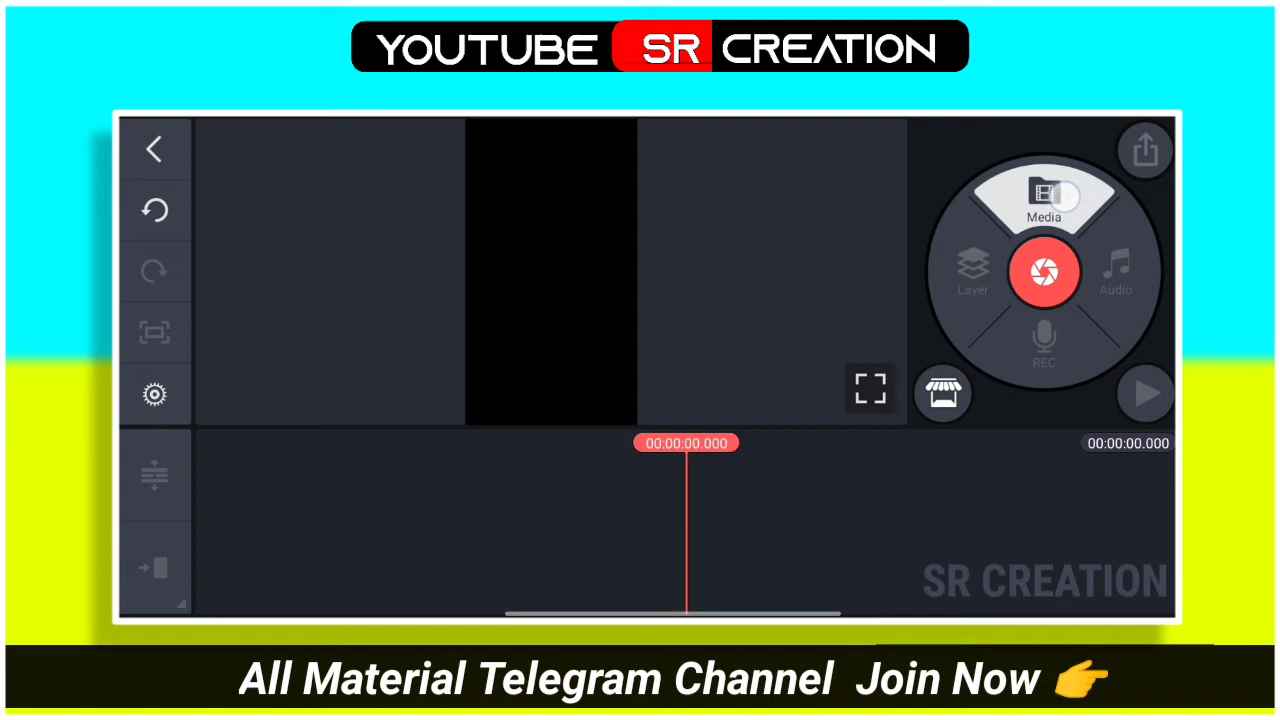 YOUTUBE SR CREATION
Media
Layer
Audio
REC
00:00:00.000
00:00:00.000
SR CREATION
All Material Telegram Channel Join Now 👉